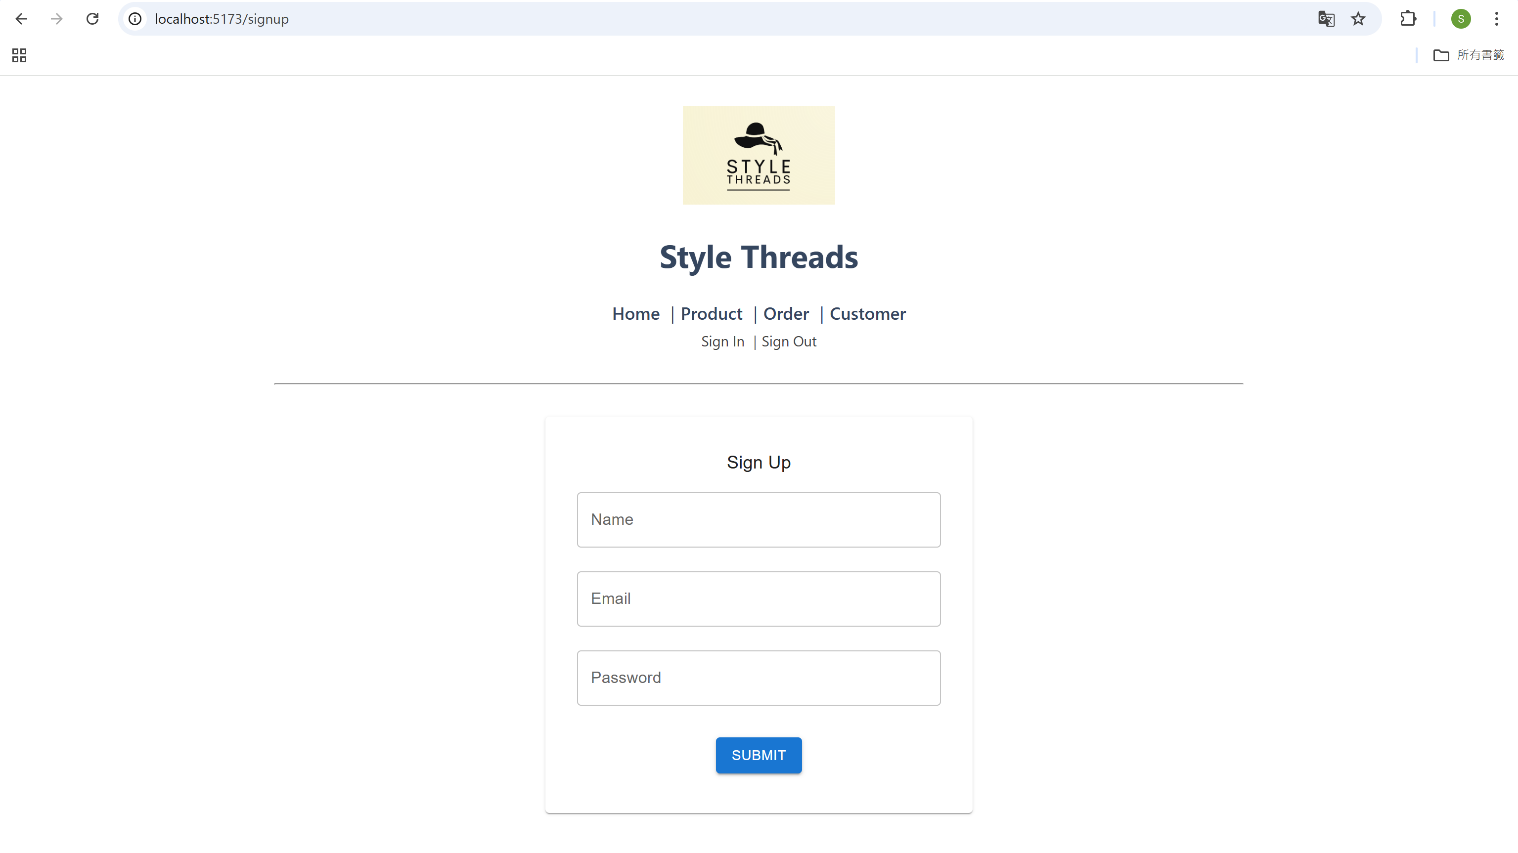 localhost:5173/signup
S
所有書籤
STYLE
THREADS
Style Threads
Home | Product | Order | Customer
Sign In | Sign Out
Sign Up
Name
Email
Password
SUBMIT